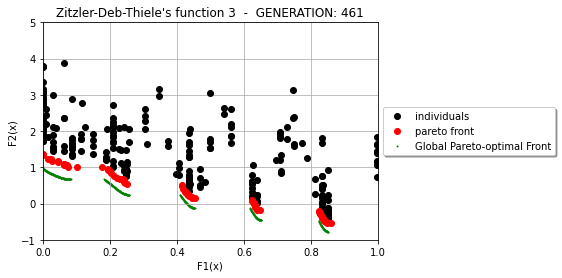 Zitzler-Deb-Thiele's function 3 - GENERATION: 461
F2(x)
5
4
3
2
1
0
−1
0.0 0.2 0.4 0.6 0.8 1.0
F1(x)
individuals
pareto front
Global Pareto-optimal Front